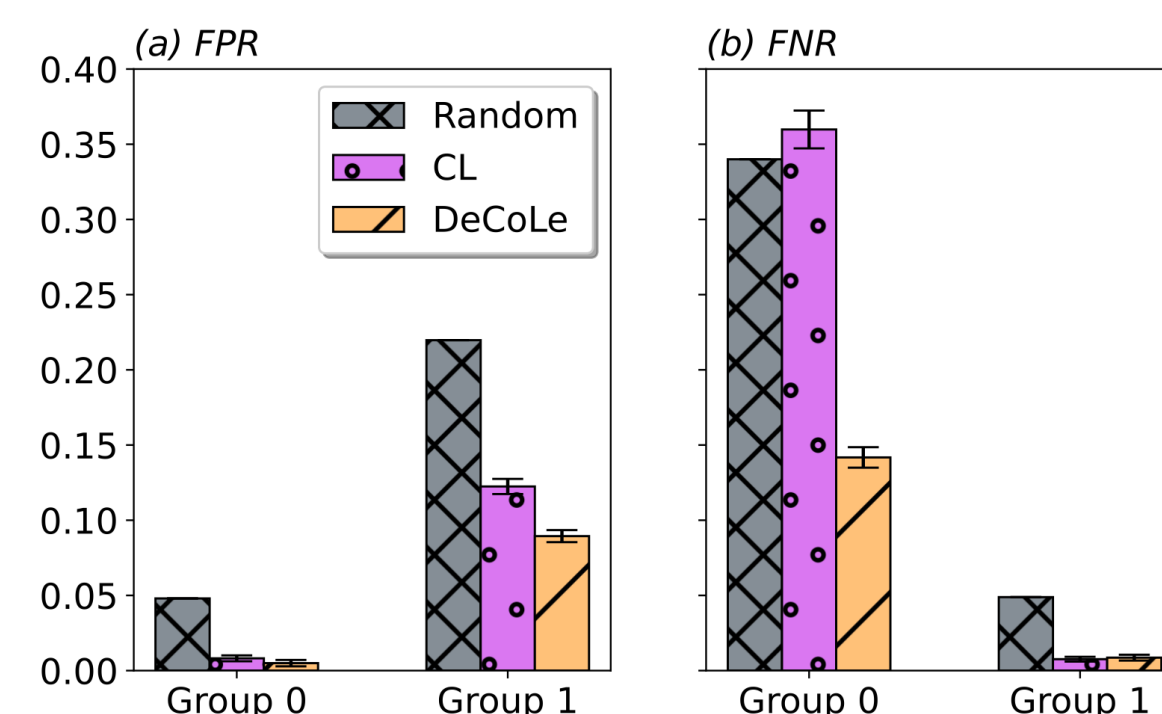 (a) FPR
(b) FNR
0.40
0.35
0.30
0.25
0.20
0.15
0.10
0.05
0.00
Random
CL
DeCoLe
Group 0
Group 1
Group 0
Group 1